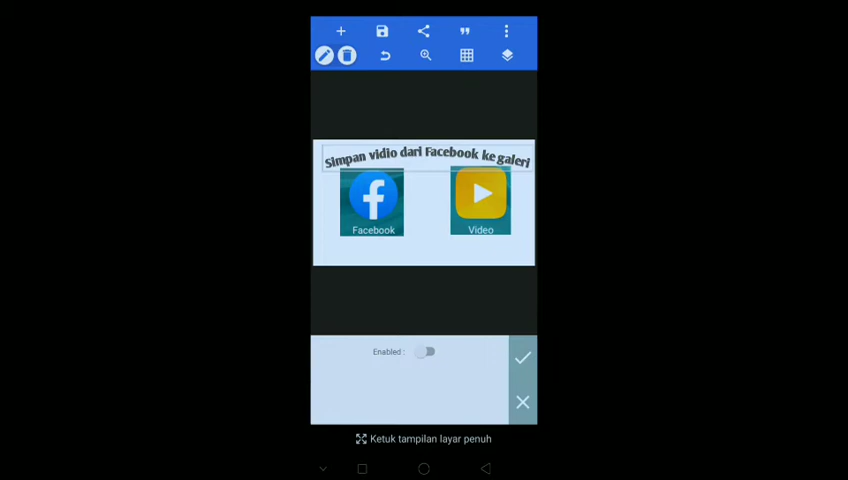 Simpan vidio dari Facebook ke galeri
Facebook
Video
Enabled :
Ketuk tampilan layar penuh